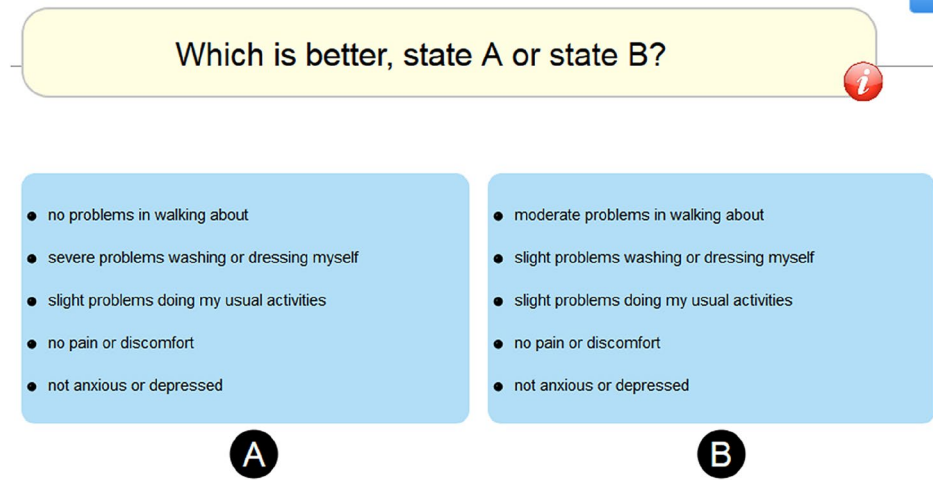 Which is better, state A or state B?
i
no problems in walking about
severe problems washing or dressing myself
slight problems doing my usual activities
no pain or discomfort
not anxious or depressed
A
moderate problems in walking about
slight problems washing or dressing myself
slight problems doing my usual activities
no pain or discomfort
not anxious or depressed
B